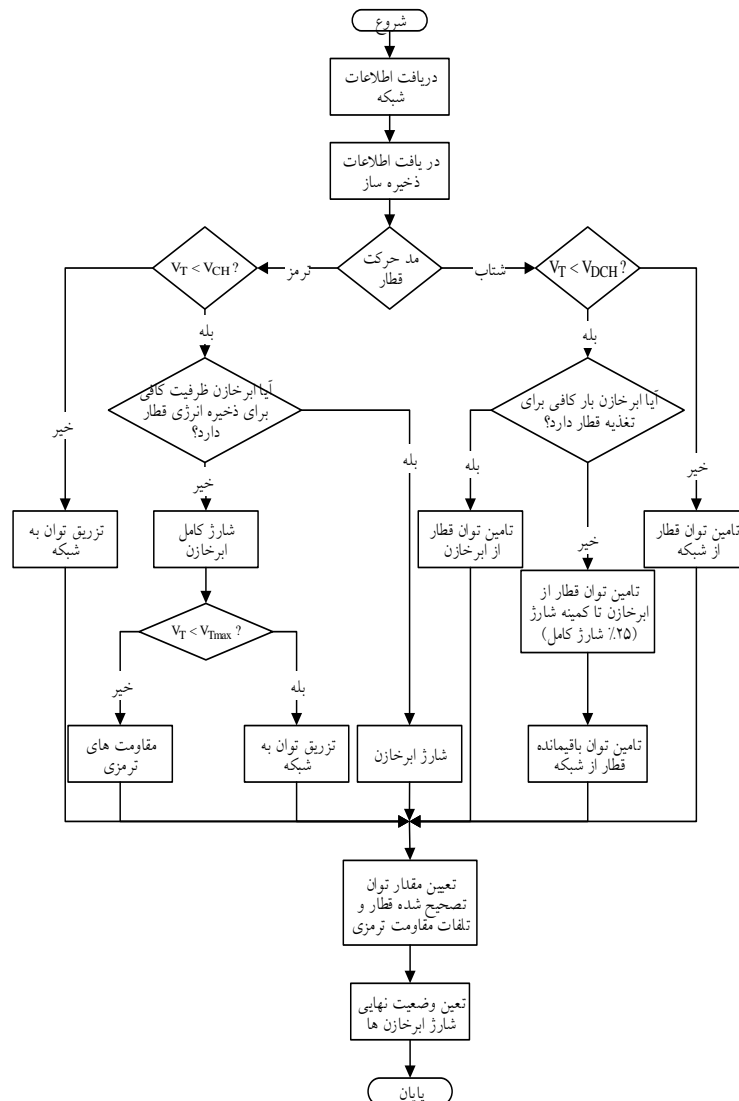 شروع
دریافت اطلاعات
شبکه
در یافت اطلاعات
ذخیره ساز
مد حرکت
قطار
شتاب
ترمز
V_T < V_DCH ?
V_T < V_CH ?
بله
بله
آیا ابرخازن بار کافی برای
تغذیه قطار دارد؟
آیا ابرخازن ظرفیت کافی
برای ذخیره انرژی قطار
دارد؟
خیر
بله
خیر
بله
خیر
خیر
تامین توان قطار
از شبکه
تامین توان قطار
از ابرخازن
شارژ کامل
ابرخازن
تزریق توان به
شبکه
تامین توان قطار از
ابرخازن تا کمینه شارژ
(۲۵٪ شارژ کامل)
V_T < V_Tmax ?
بله
خیر
تامین توان باقیمانده
قطار از شبکه
شارژ ابرخازن
تزریق توان به
شبکه
مقاومت های
ترمزی
تعیین مقدار توان
تصحیح شده قطار و
تلفات مقاومت ترمزی
تعین وضعیت نهایی
شارژ ابرخازن ها
پایان